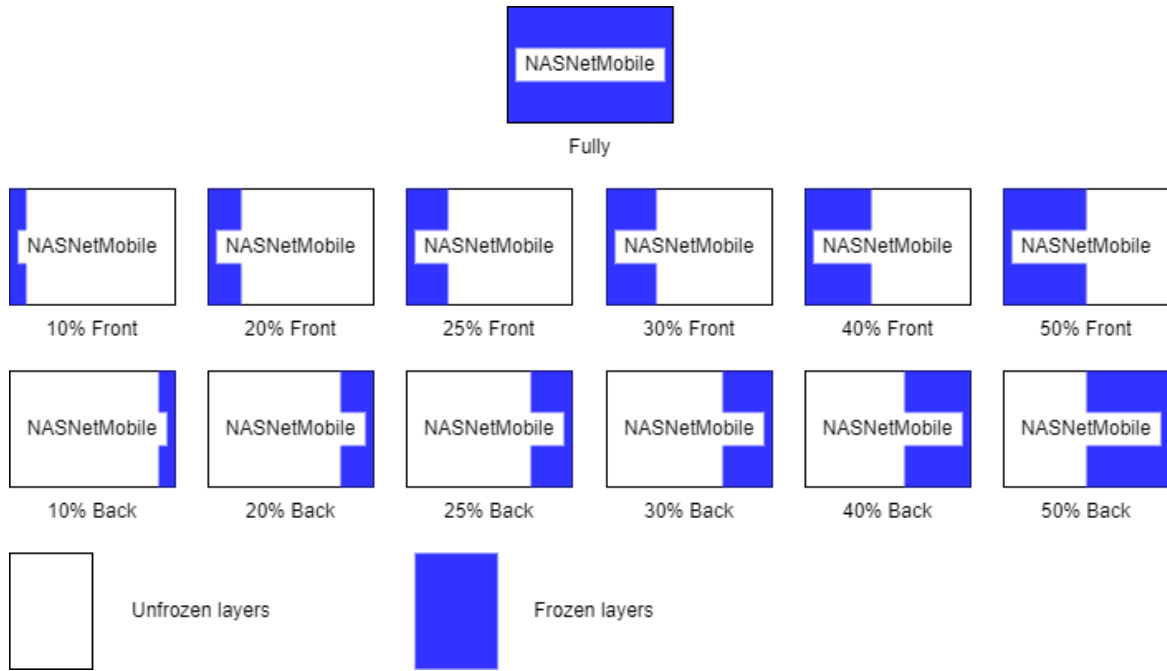 NASNetMobile
Fully
NASNetMobile NASNetMobile NASNetMobile NASNetMobile NASNetMobile NASNetMobile
10% Front 20% Front 25% Front 30% Front 40% Front 50% Front
NASNetMobile NASNetMobile NASNetMobile NASNetMobile NASNetMobile NASNetMobile
10% Back 20% Back 25% Back 30% Back 40% Back 50% Back
Unfrozen layers Frozen layers